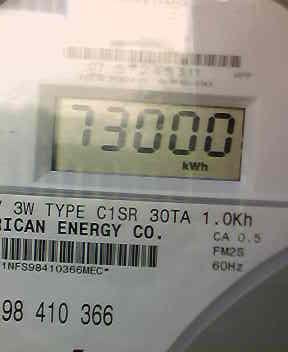 73000
kWh
3W TYPE C1SR 30TA 1.0Kh
RICAN ENERGY CO.
CA 0.5
FM2S
60Hz
1NFS98410366MEC*
98 410 366